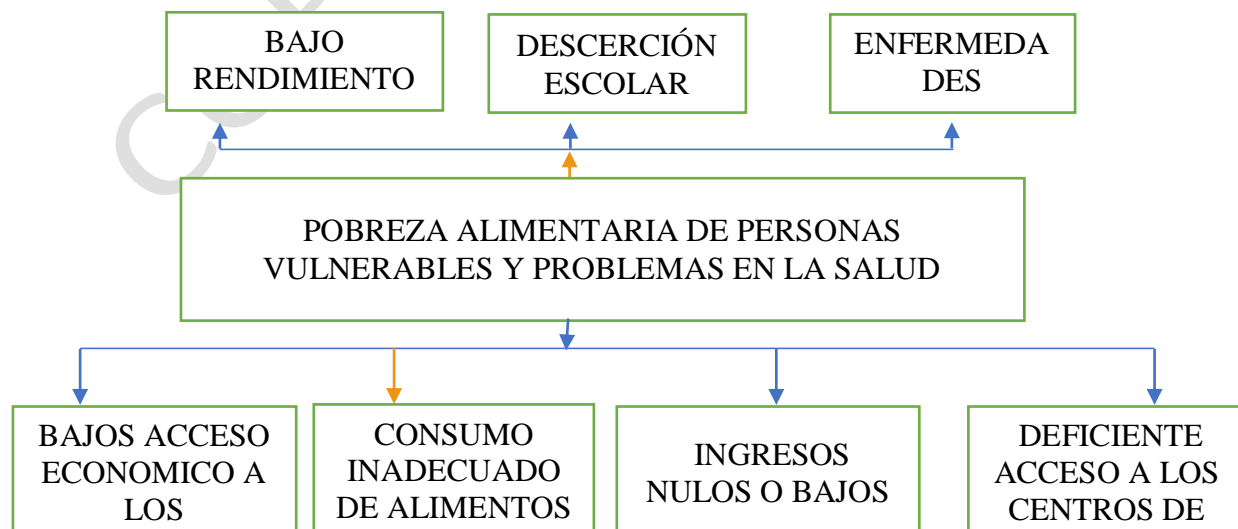 BAJO
RENDIMIENTO
DESCERCIÓN
ESCOLAR
ENFERMEDA
DES
POBREZA ALIMENTARIA DE PERSONAS
VULNERABLES Y PROBLEMAS EN LA SALUD
BAJOS ACCESO
ECONOMICO A
LOS
CONSUMO
INADECUADO
DE ALIMENTOS
INGRESOS
NULOS O BAJOS
DEFICIENTE
ACCESO A LOS
CENTROS DE